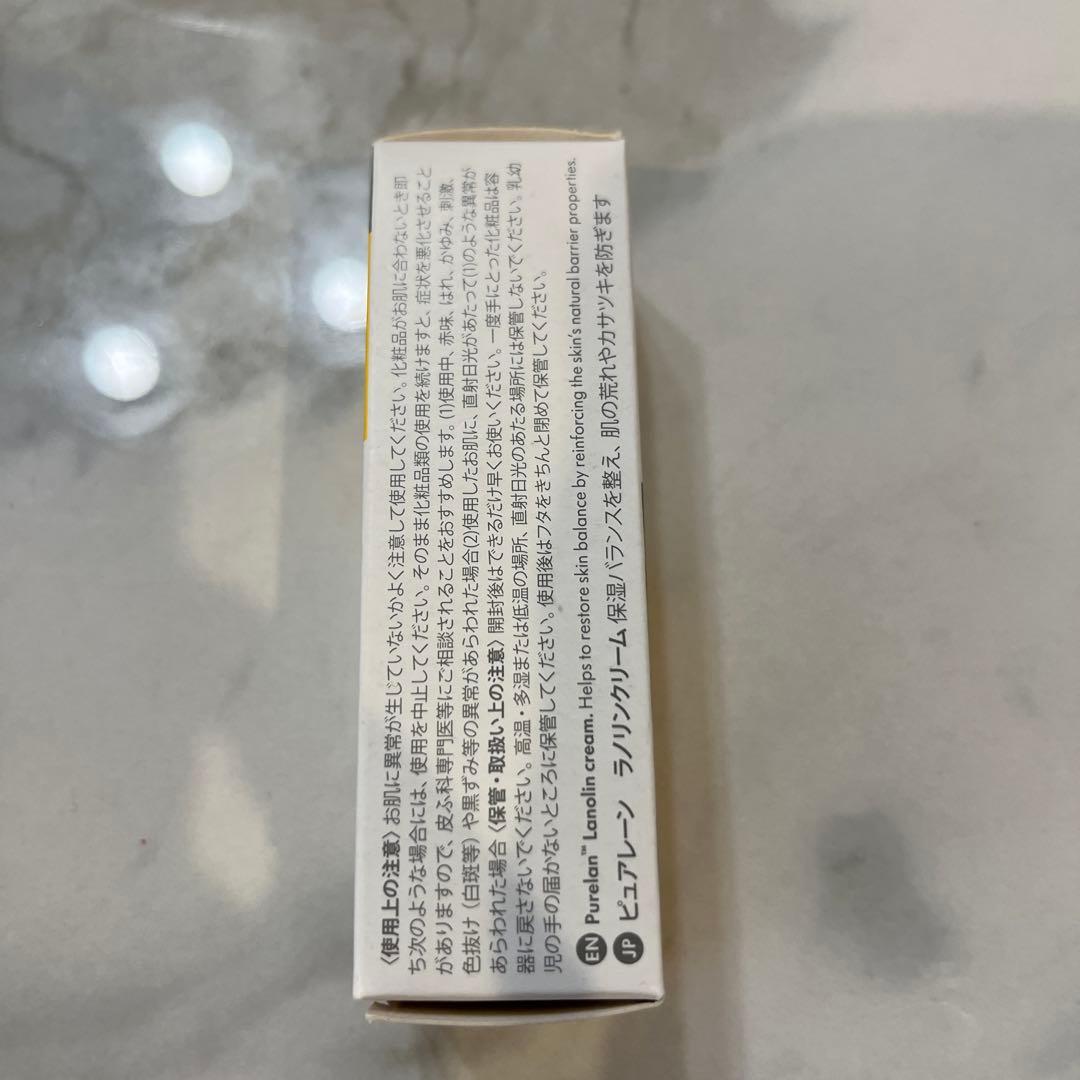 〈使用上の注意〉お肌に異常が生じていないかよく注意して使用してください。化粧品がお肌に合わないとき即
ち次のような場合には、使用を中止してください。そのまま化粧品類の使用を続けますと、症状を悪化させること
がありますので、皮ふ科専門医等にご相談されることをおすすめします。(1)使用中、赤味、はれ、かゆみ、刺激、
色抜け（白斑等）や黒ずみ等の異常があらわれた場合(2)使用したお肌に、直射日光があたって(1)のような異常が
あらわれた場合〈保管・取扱い上の注意〉開封後はできるだけ早くお使いください。一度手にとった化粧品は容
器に戻さないでください。高温・多湿または低温の場所、直射日光のあたる場所には保管しないでください。乳幼
児の手の届かないところに保管してください。使用後はフタをきちんと閉めて保管してください。
EN Purelan™ Lanolin cream. Helps to restore skin balance by reinforcing the skin's natural barrier properties.
JP ピュアレーン ラノリンクリーム 保湿バランスを整え、肌の荒れやカサツキを防ぎます